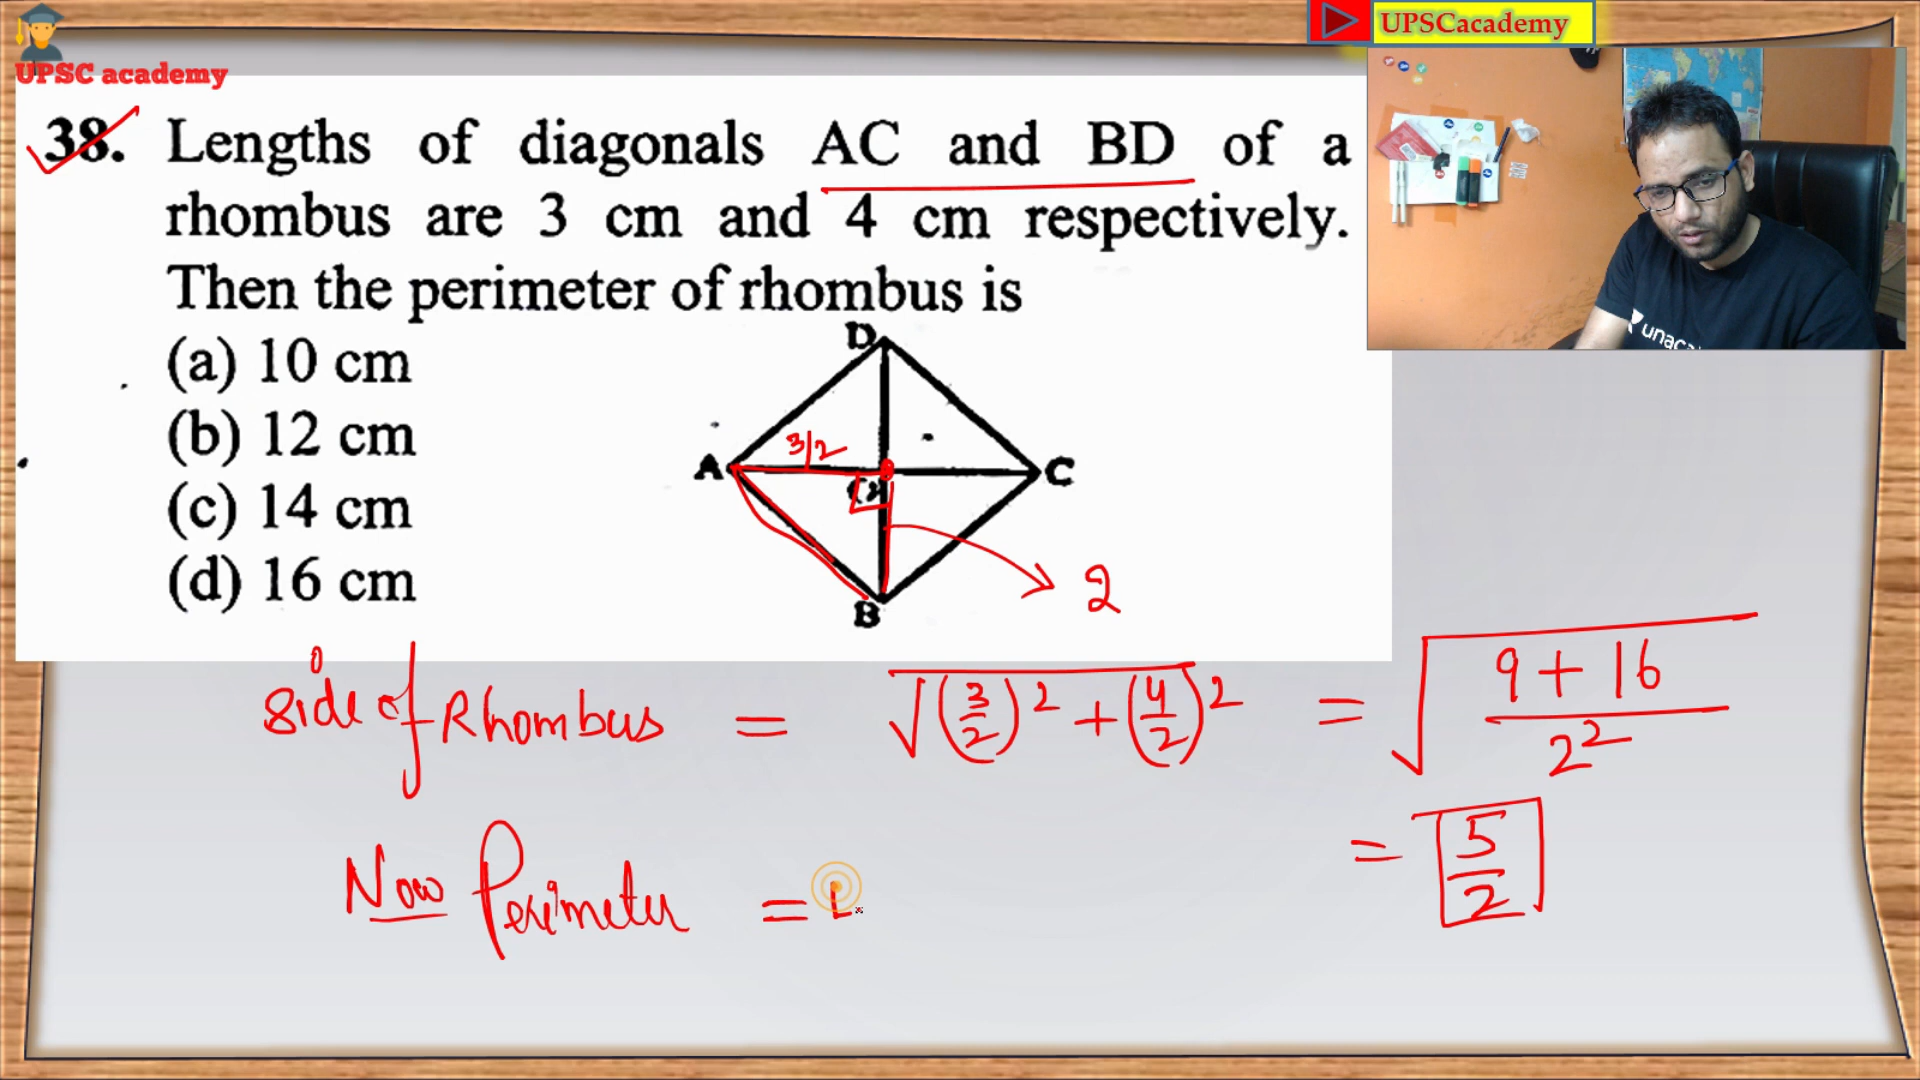 UPSCacademy
UPSC academy
38. Lengths of diagonals AC and BD of a
rhombus are 3 cm and 4 cm respectively.
Then the perimeter of rhombus is
(a) 10 cm
(b) 12 cm
(c) 14 cm
(d) 16 cm
D
3/2
A
C
B
2
Side of Rhombus = √(3/2)² + (4/2)² = √9 + 16 / 2²
= 5/2
Now Perimeter =